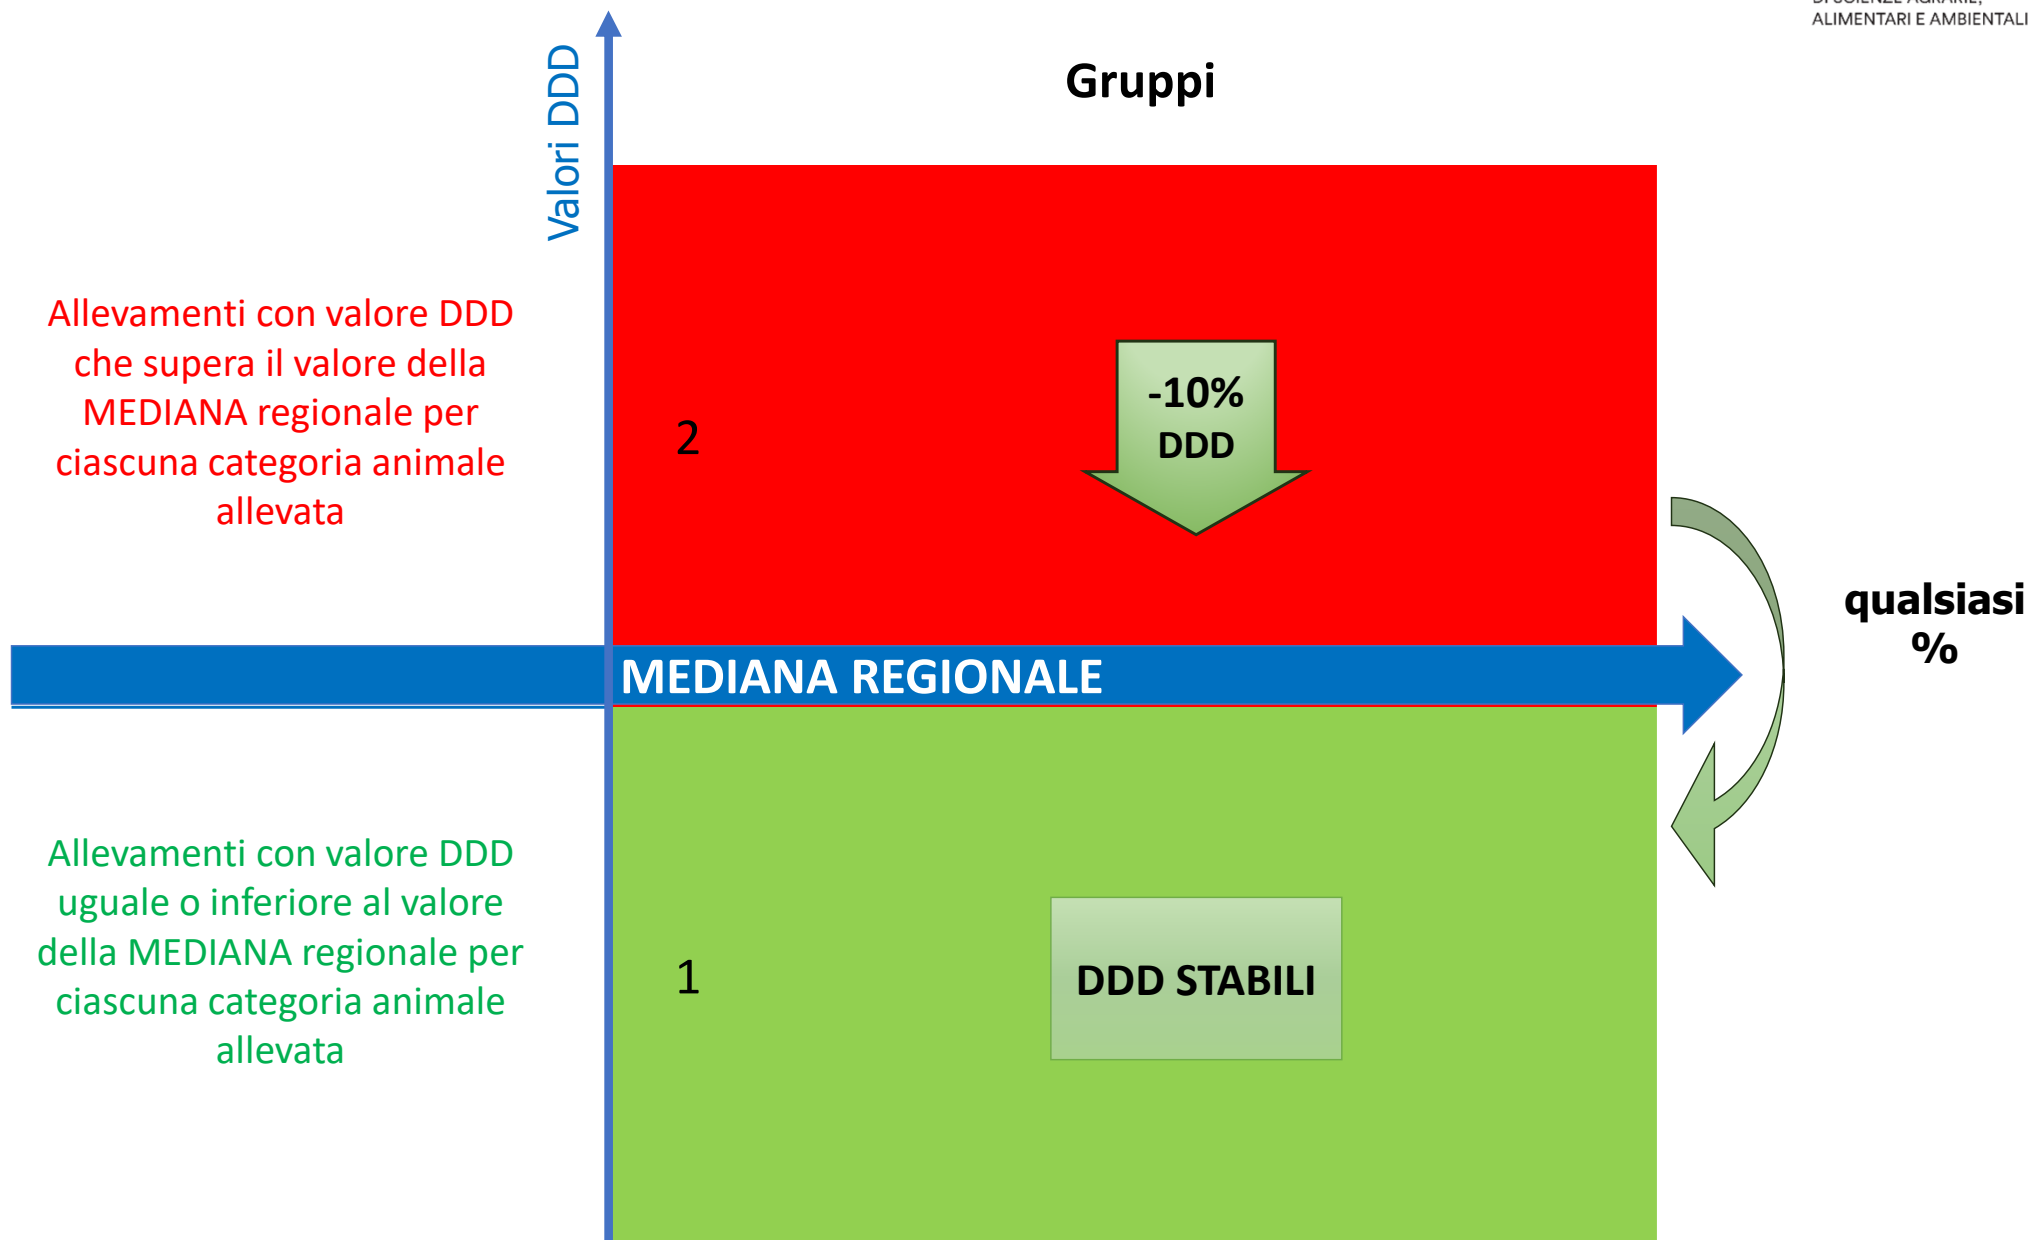 ALIMENTARI E AMBIENTALI
Gruppi
Valori DDD
Allevamenti con valore DDD
che supera il valore della
MEDIANA regionale per
ciascuna categoria animale
allevata
2
-10%
DDD
qualsiasi
%
MEDIANA REGIONALE
Allevamenti con valore DDD
uguale o inferiore al valore
della MEDIANA regionale per
ciascuna categoria animale
allevata
1
DDD STABILI